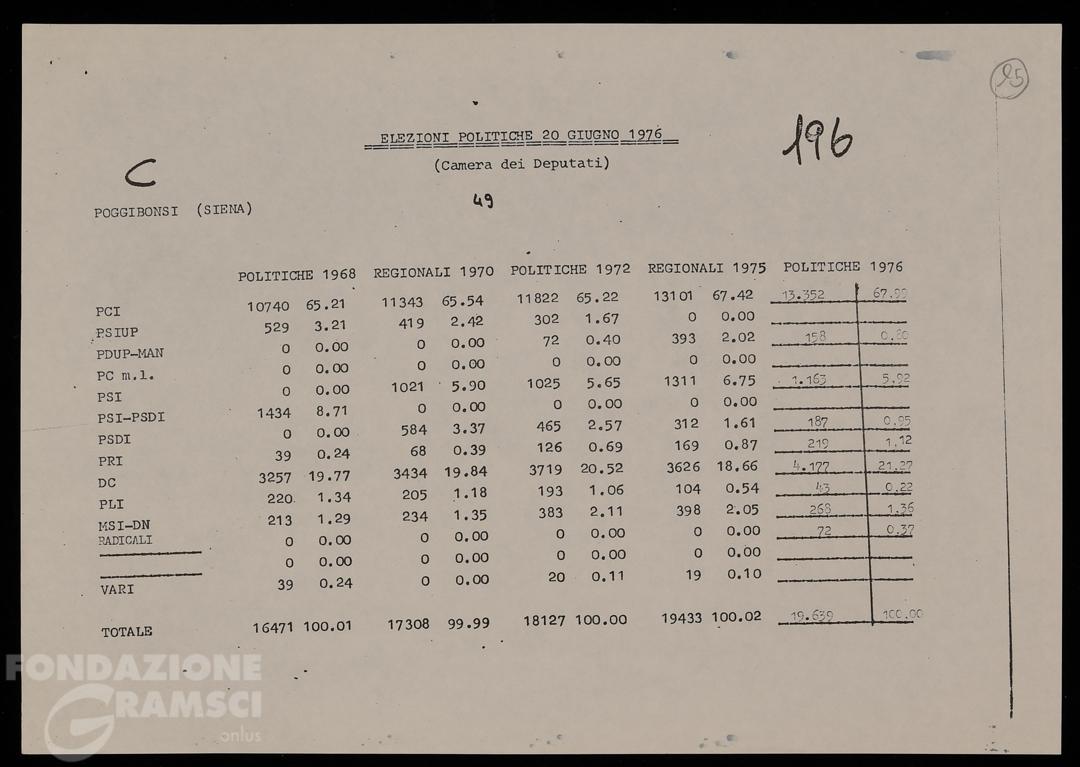 25
ELEZIONI POLITICHE 20 GIUGNO 1976
196
(Camera dei Deputati)
C
49
POGGIBONSI (SIENA)
POLITICHE 1968 REGIONALI 1970 POLITICHE 1972 REGIONALI 1975 POLITICHE 1976
PCI 10740 65.21 11343 65.54 11822 65.22 13101 67.42 13.352 67.99
PSIUP 529 3.21 419 2.42 302 1.67 0 0.00
PDUP-MAN 0 0.00 0 0.00 72 0.40 393 2.02 158 0.80
PC m.l. 0 0.00 0 0.00 0 0.00 0 0.00
PSI 0 0.00 1021 5.90 1025 5.65 1311 6.75 1.163 5.92
PSI-PSDI 1434 8.71 0 0.00 0 0.00 0 0.00
PSDI 0 0.00 584 3.37 465 2.57 312 1.61 187 0.95
PRI 39 0.24 68 0.39 126 0.69 169 0.87 219 1.12
DC 3257 19.77 3434 19.84 3719 20.52 3626 18.66 4.177 21.27
PLI 220 1.34 205 1.18 193 1.06 104 0.54 43 0.22
MSI-DN 213 1.29 234 1.35 383 2.11 398 2.05 268 1.36
RADICALI 0 0.00 0 0.00 0 0.00 0 0.00 72 0.37
0 0.00 0 0.00 0 0.00 0 0.00
VARI 39 0.24 0 0.00 20 0.11 19 0.10
TOTALE 16471 100.01 17308 99.99 18127 100.00 19433 100.02 19.639 100.00
FONDAZIONE
GRAMSCI
onlus